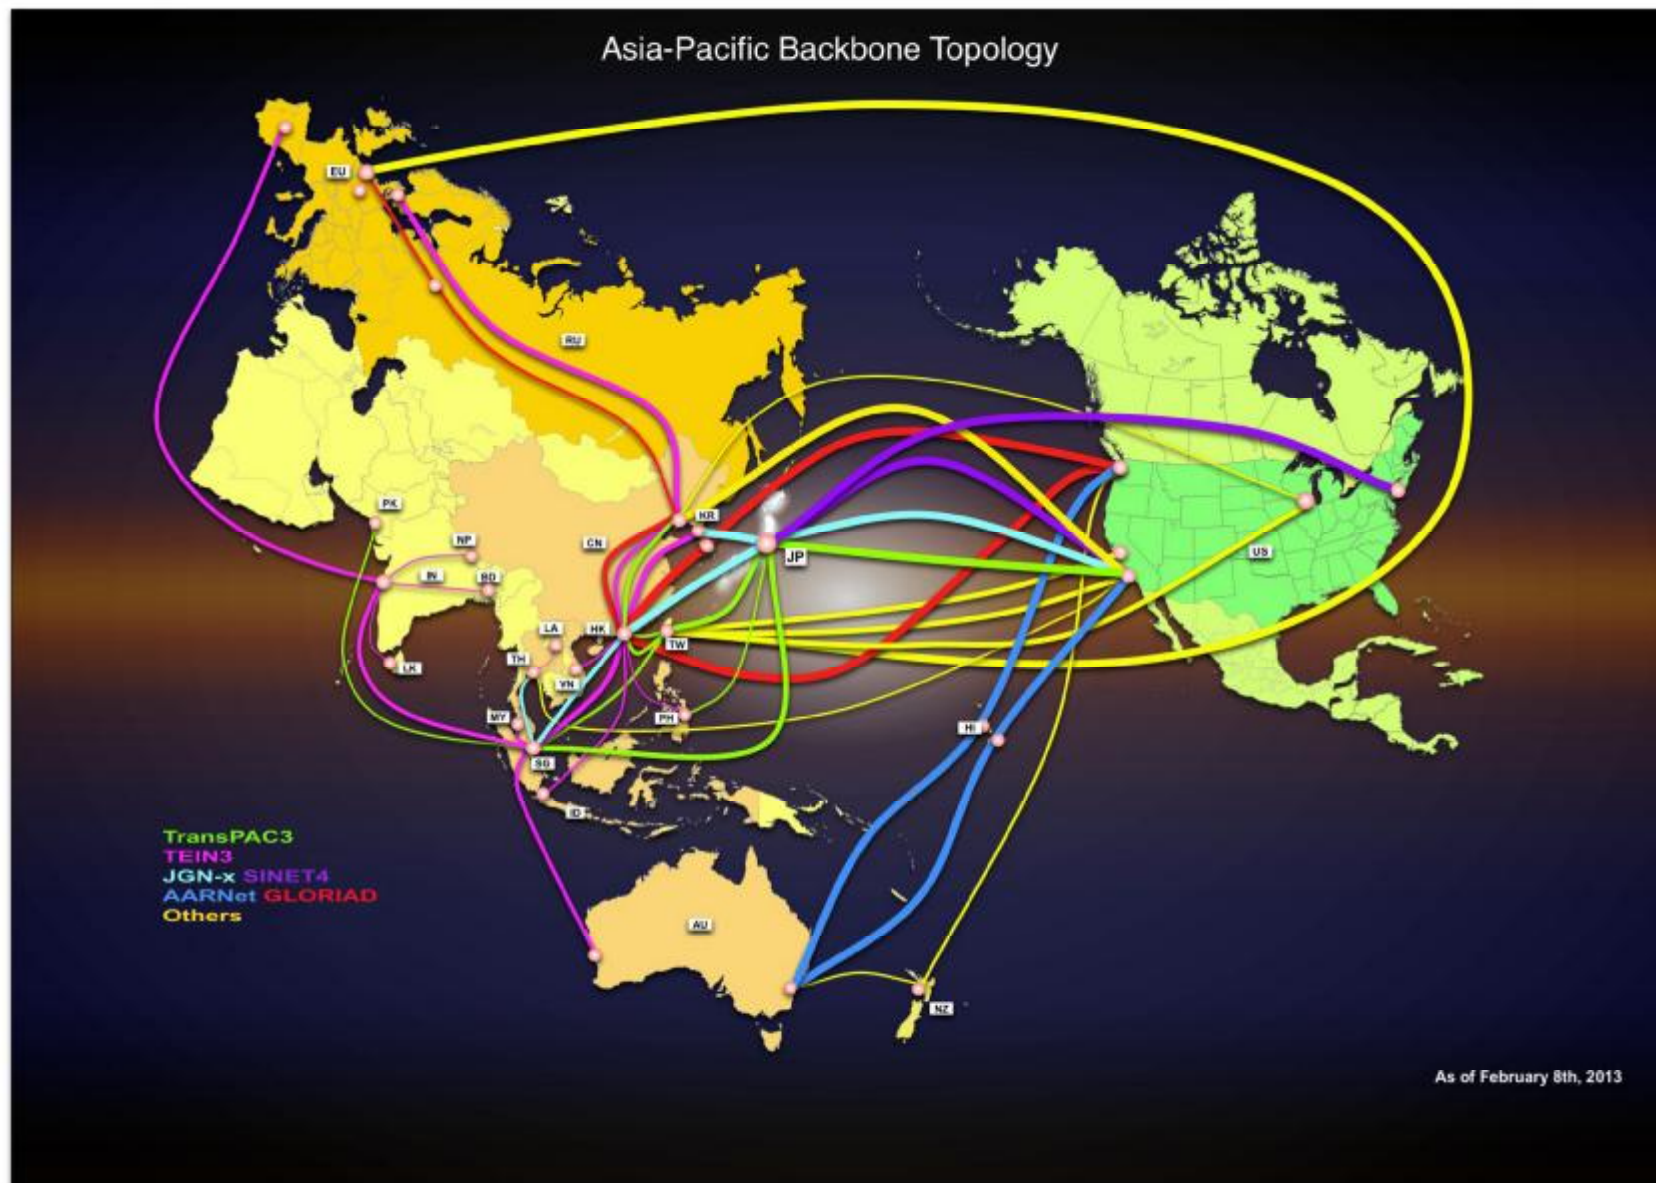 Asia-Pacific Backbone Topology
EU
RU
PK
KR
NP
CN
JP
US
IN
BD
LA
HK
TW
TH
LK
VN
MY
PH
HI
SG
ID
TransPAC3
TEIN3
JGN-x SINET4
AARNet GLORIAD
Others
AU
NZ
As of February 8th, 2013